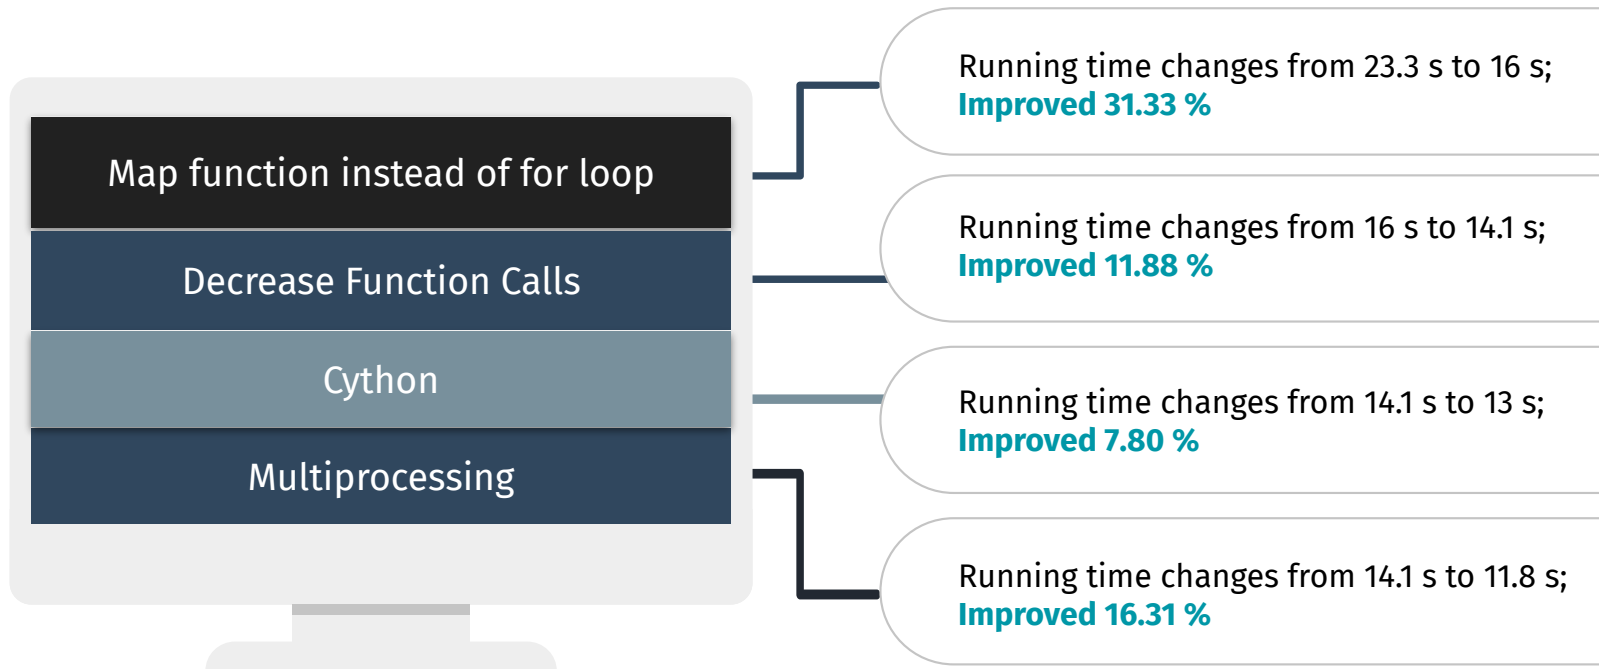 Map function instead of for loop
Running time changes from 23.3 s to 16 s;
Improved 31.33 %
Decrease Function Calls
Running time changes from 16 s to 14.1 s;
Improved 11.88 %
Cython
Running time changes from 14.1 s to 13 s;
Improved 7.80 %
Multiprocessing
Running time changes from 14.1 s to 11.8 s;
Improved 16.31 %